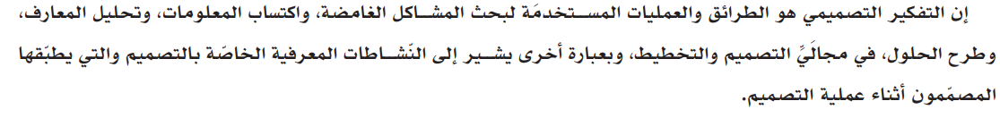 إن التفكير التصميمي هو الطرائق والعمليات المستخدمَة لبحث المشاكل الغامضة، واكتساب المعلومات، وتحليل المعارف،
وطرح الحلول، في مجالَيِّ التصميم والتخطيط، وبعبارة أخرى يشير إلى النّشاطات المعرفية الخاصّة بالتصميم والتي يطبّقها
المصمّمون أثناء عملية التصميم.